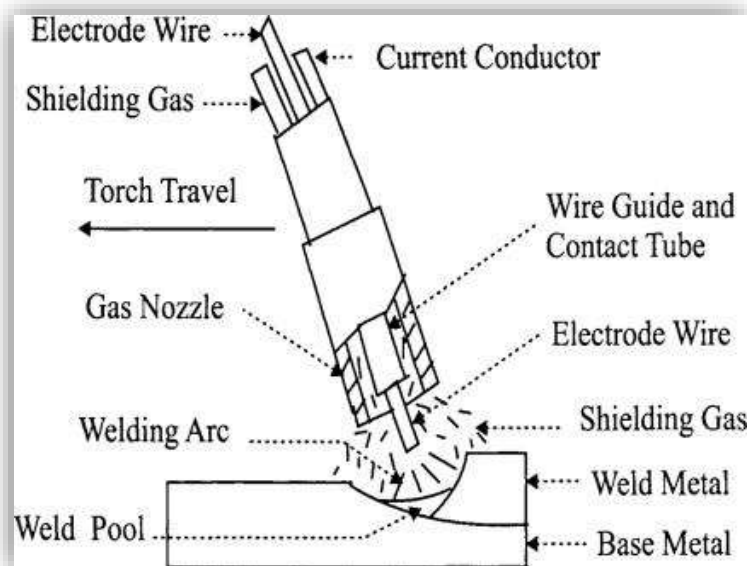 Electrode Wire
Current Conductor
Shielding Gas
Torch Travel
Wire Guide and
Contact Tube
Gas Nozzle
Electrode Wire
Shielding Gas
Welding Arc
Weld Metal
Weld Pool
Base Metal